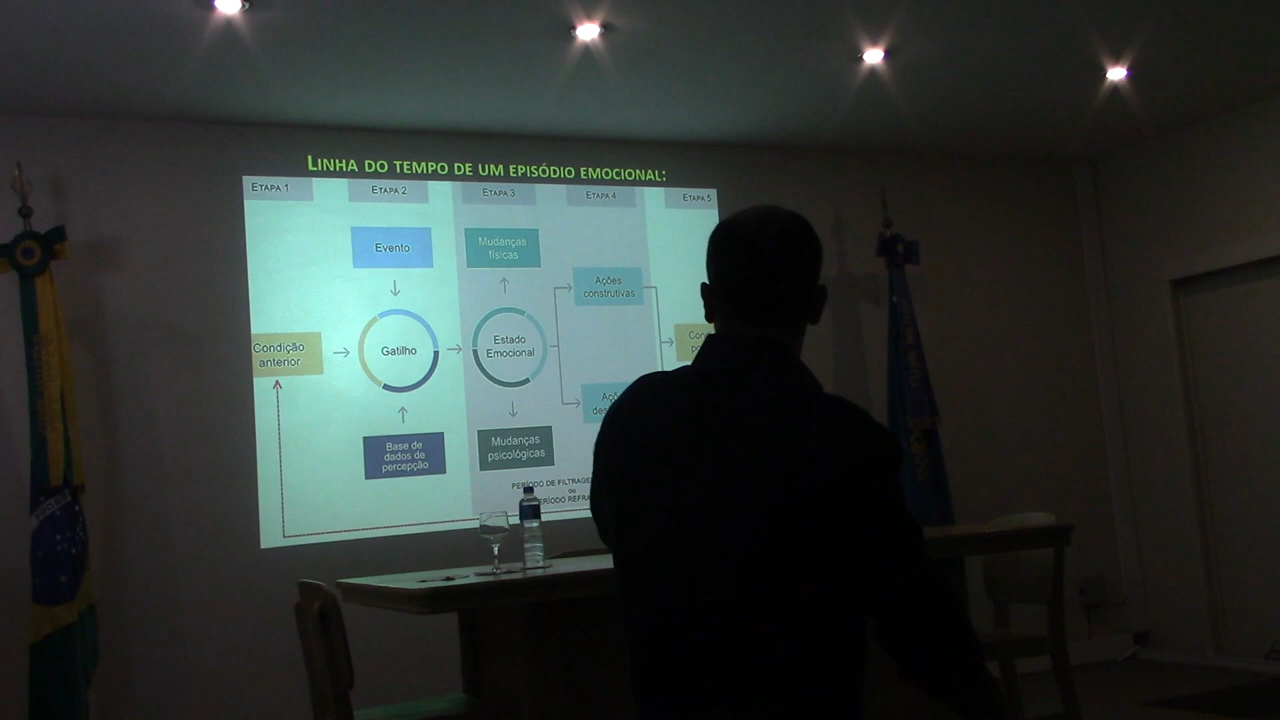 LINHA DO TEMPO DE UM EPISÓDIO EMOCIONAL:
ETAPA 1
ETAPA 2
ETAPA 3
ETAPA 4
ETAPA 5
Evento
Mudanças
físicas
Ações
construtivas
Condição
anterior
Gatilho
Estado
Emocional
Base de
dados de
percepção
Mudanças
psicológicas
PERÍODO DE
OU